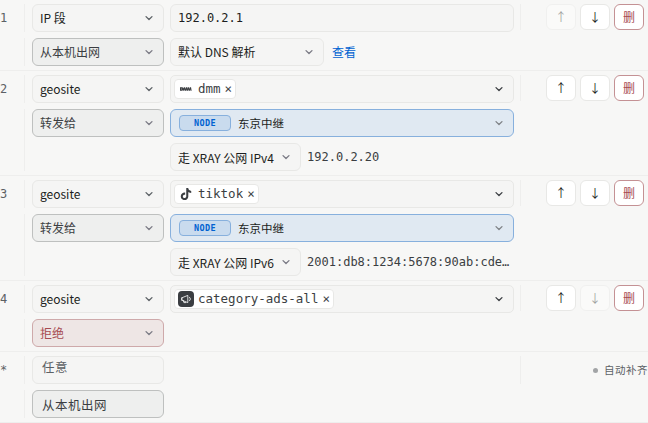 1 IP 段 192.0.2.1 ↑ ↓ 删
从本机出网 默认 DNS 解析 查看
2 geosite dmm × ↑ ↓ 删
转发给 NODE 东京中继
走 XRAY 公网 IPv4 192.0.2.20
3 geosite tiktok × ↑ ↓ 删
转发给 NODE 东京中继
走 XRAY 公网 IPv6 2001:db8:1234:5678:90ab:cde…
4 geosite category-ads-all × ↑ ↓ 删
拒绝
* 任意 自动补齐
从本机出网